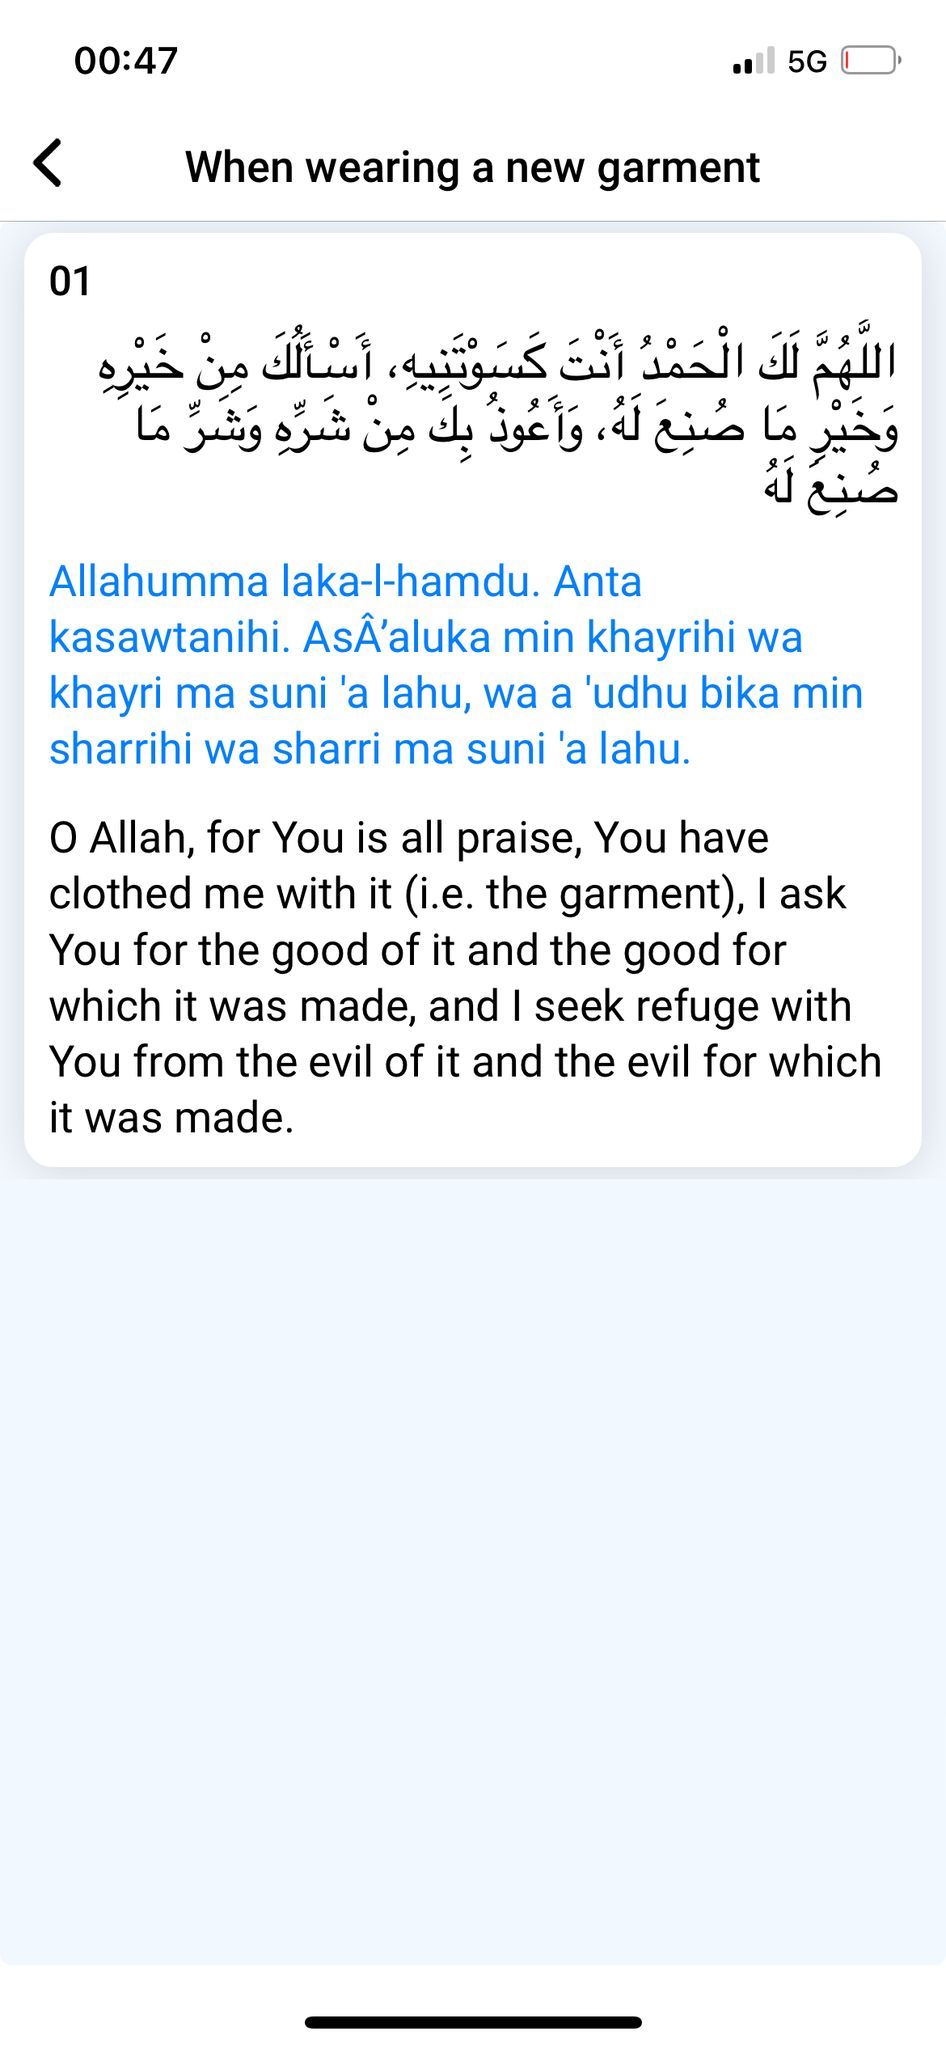 00:47
5G
When wearing a new garment
01
اللَّهُمَّ لَكَ الْحَمْدُ أَنْتَ كَسَوْتَنِيهِ، أَسْأَلُكَ مِنْ خَيْرِهِ
وَخَيْرِ مَا صُنِعَ لَهُ، وَأَعُوذُ بِكَ مِنْ شَرِّهِ وَشَرِّ مَا
صُنِعَ لَهُ
Allahumma laka-l-hamdu. Anta
kasawtanihi. AsÂ’aluka min khayrihi wa
khayri ma suni 'a lahu, wa a 'udhu bika min
sharrihi wa sharri ma suni 'a lahu.
O Allah, for You is all praise, You have
clothed me with it (i.e. the garment), I ask
You for the good of it and the good for
which it was made, and I seek refuge with
You from the evil of it and the evil for which
it was made.